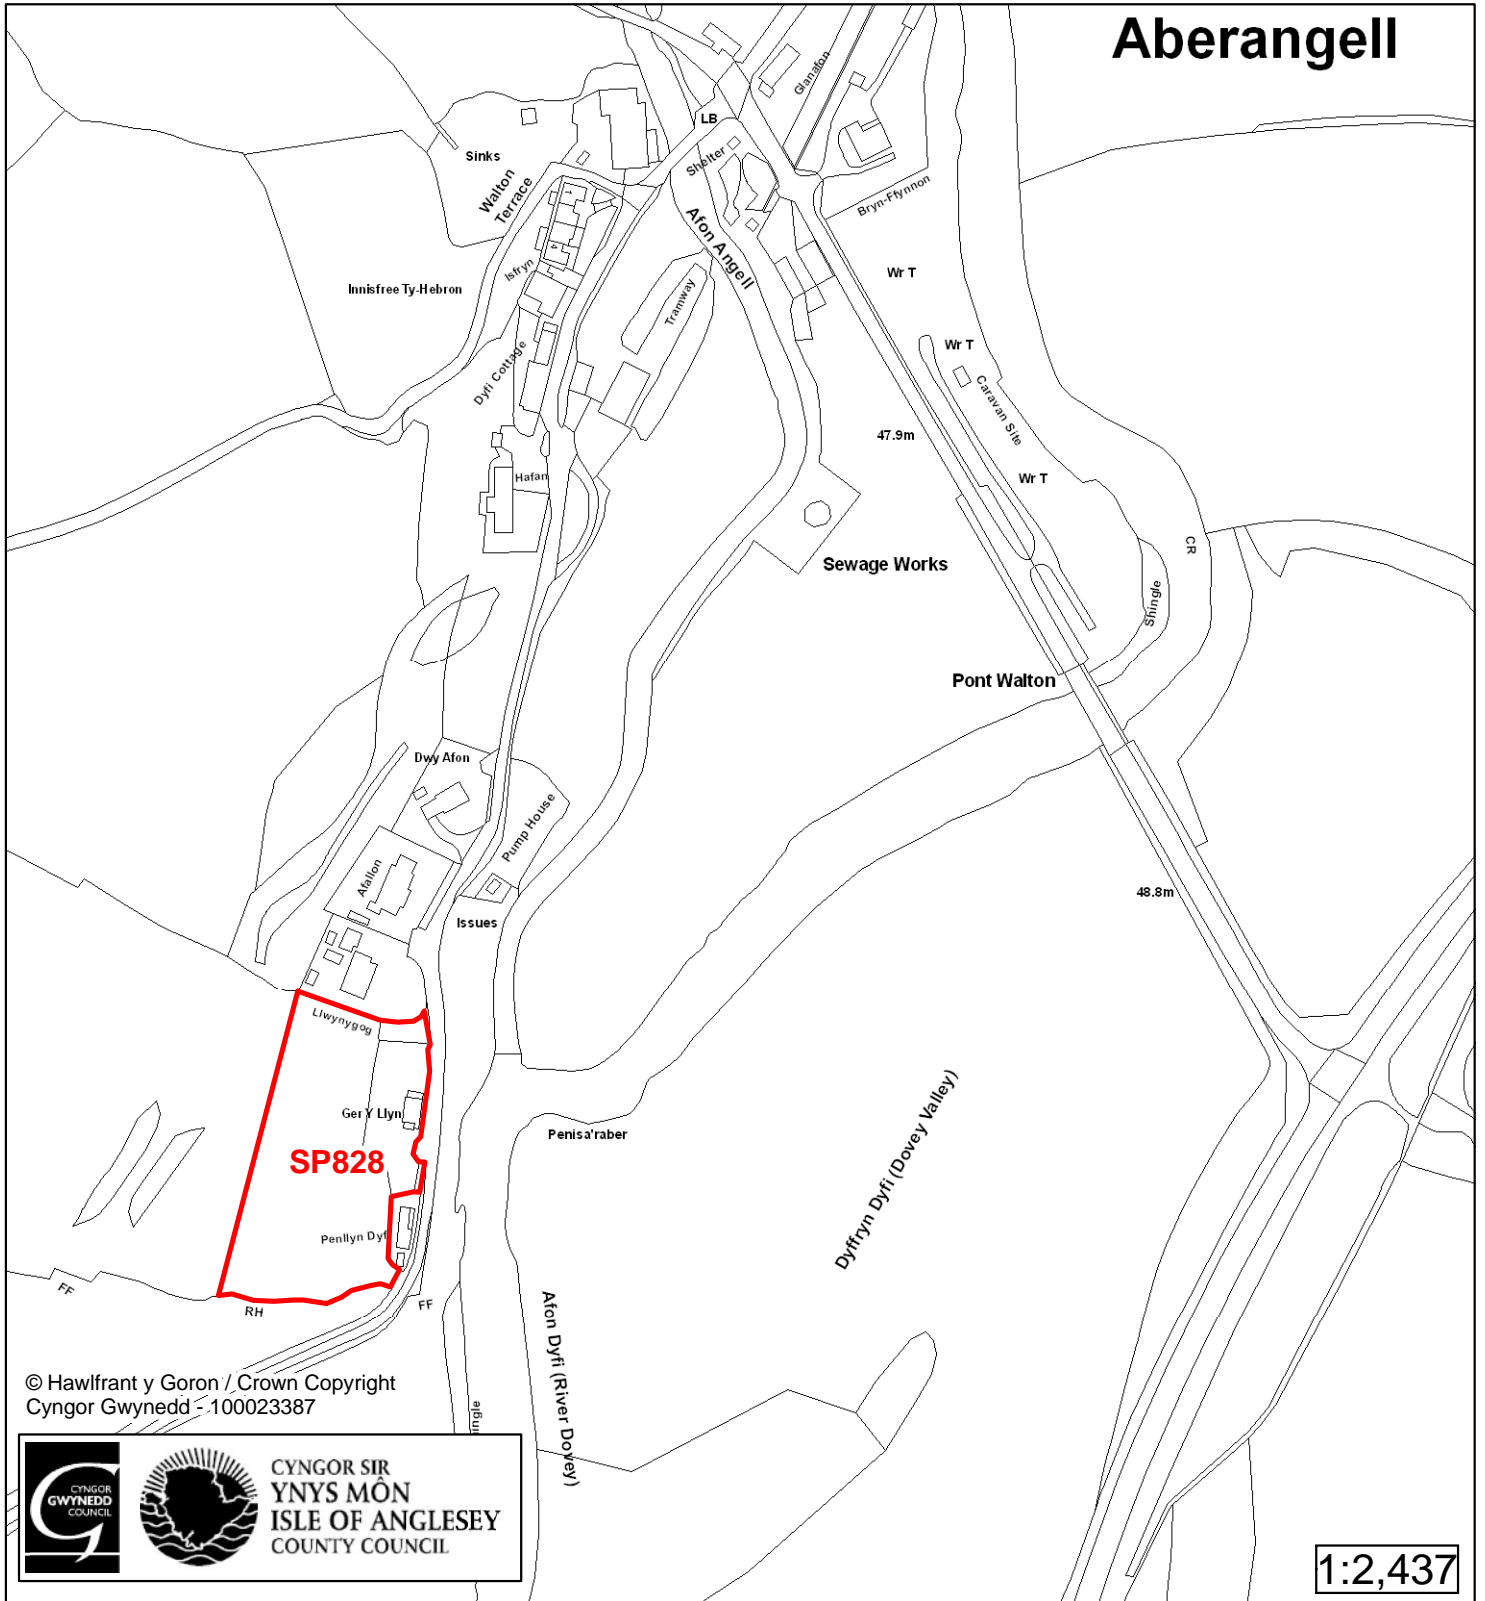 Aberangell
Glanafon
LB
Shelter
Sinks
Walton
Terrace
1
4
Isfryn
Bryn-Ffynnon
Afon Angell
Wr T
Innisfree Ty-Hebron
Tramway
Wr T
Dyfi Cottage
Caravan Site
47.9m
Wr T
Hafan
CR
Sewage Works
Shingle
Pont Walton
Dwy Afon
Pump House
Afallon
48.8m
Issues
Llwynygog
Ger Y Llyn
Penisa'raber
SP828
Dyffryn Dyfi (Dovey Valley)
Penllyn Dyf
FF
RH
FF
Afon Dyfi (River Dovey)
© Hawlfrant y Goron / Crown Copyright
Cyngor Gwynedd - 100023387
CYNGOR
GWYNEDD
COUNCIL
CYNGOR SIR
YNYS MÔN
ISLE OF ANGLESEY
COUNTY COUNCIL
1:2,437